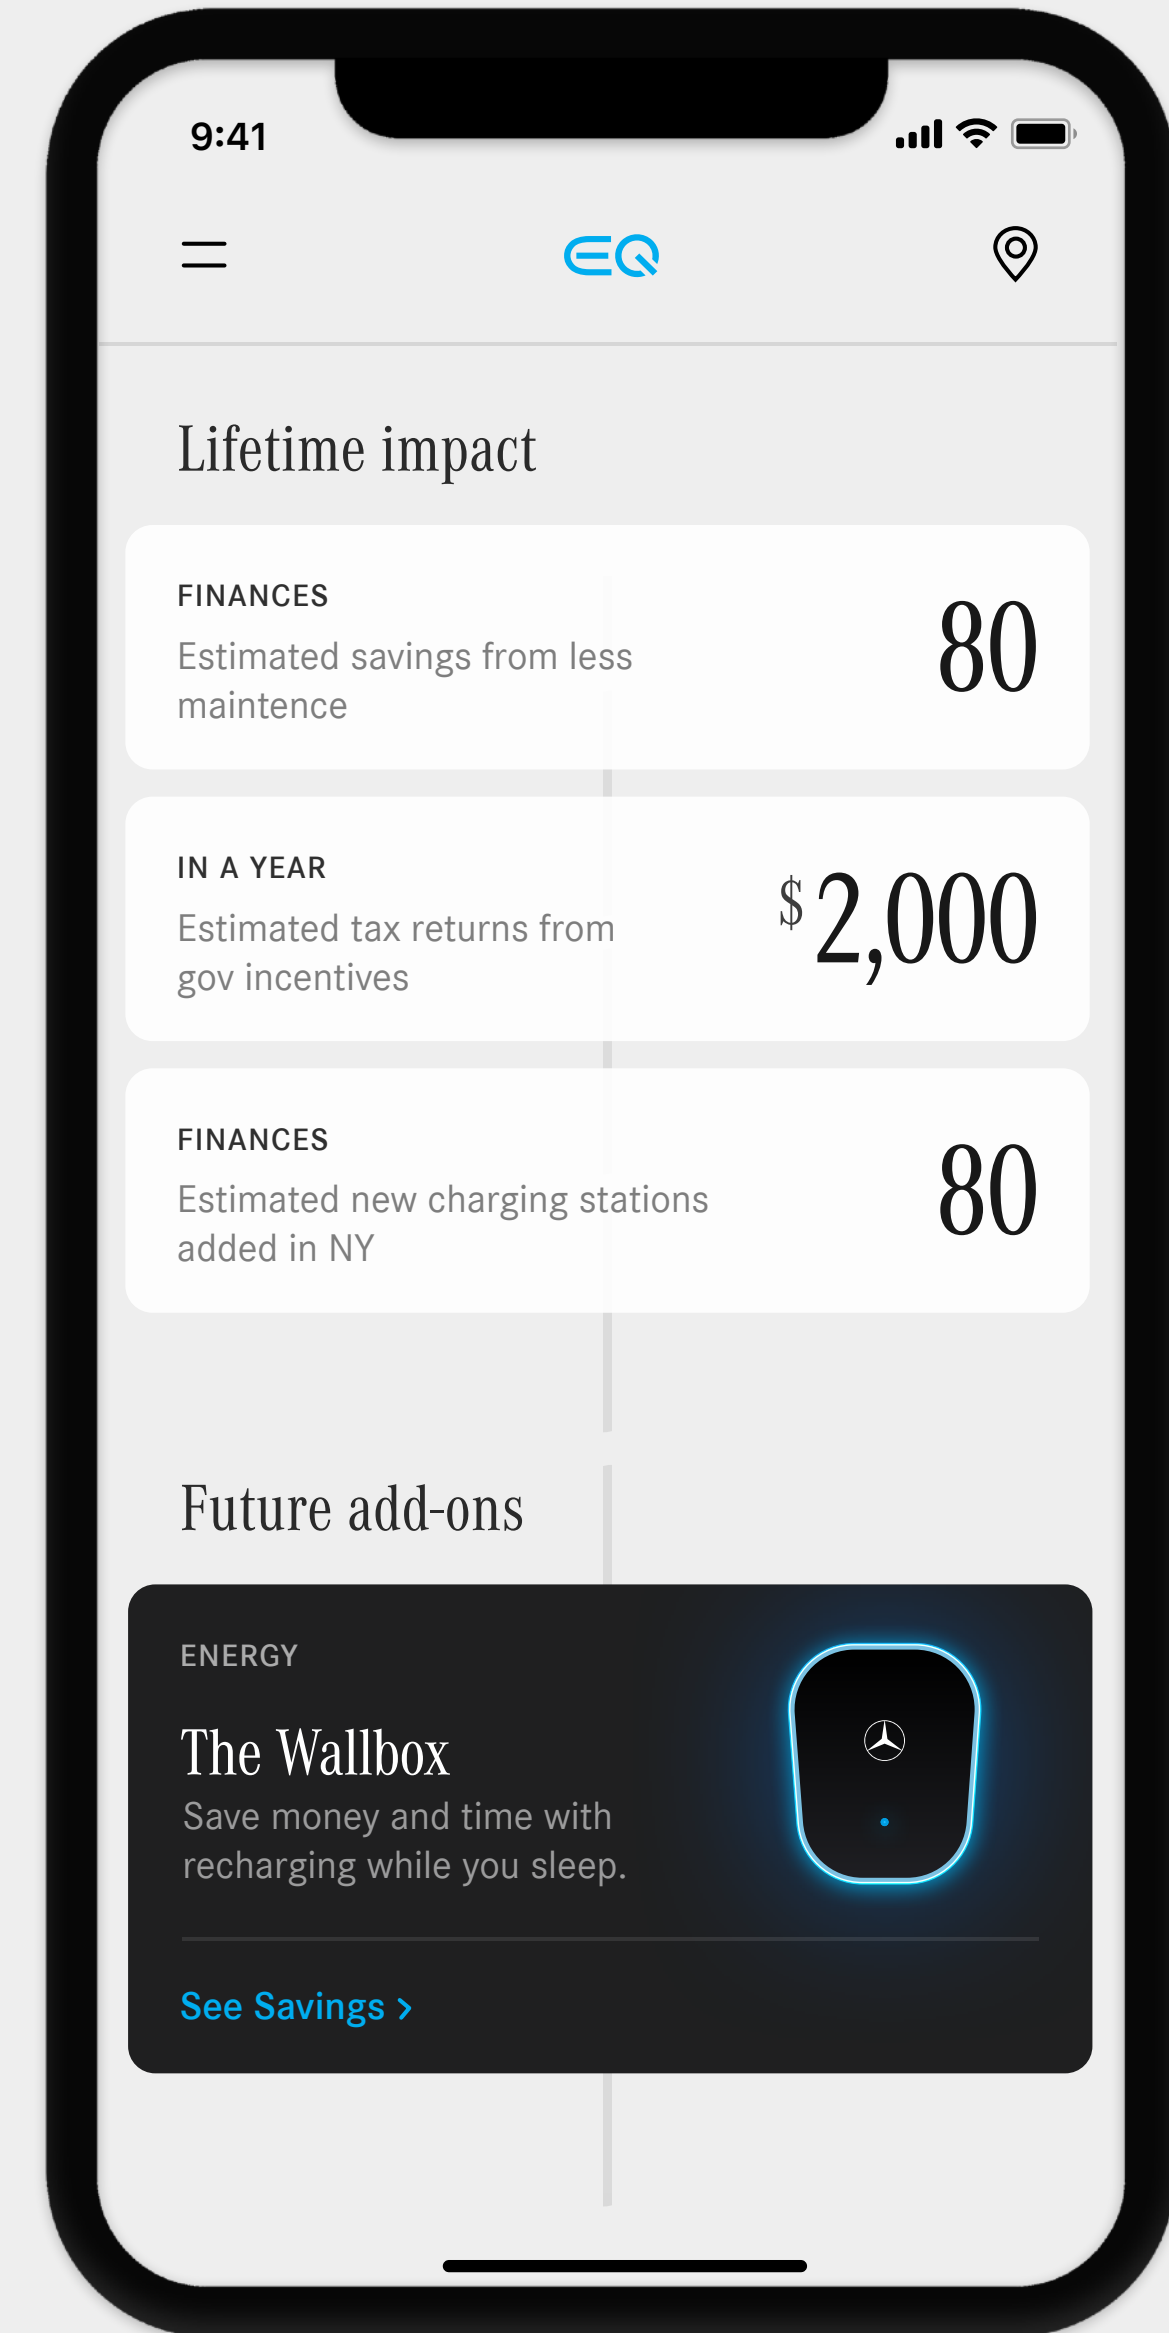 9:41
EQ
Lifetime impact
FINANCES
Estimated savings from less
maintence
80
IN A YEAR
Estimated tax returns from
gov incentives
$2,000
FINANCES
Estimated new charging stations
added in NY
80
Future add-ons
ENERGY
The Wallbox
Save money and time with
recharging while you sleep.
See Savings >